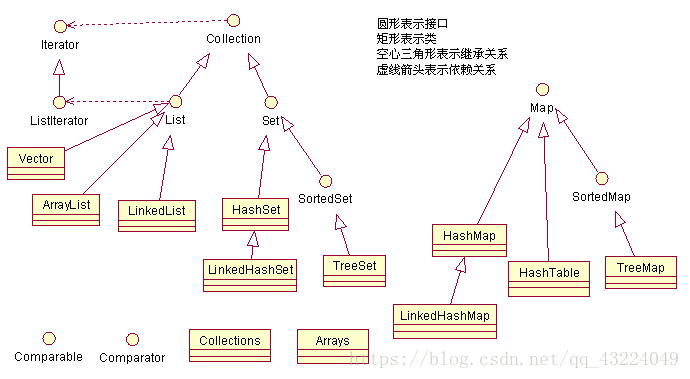 Iterator
Collection
圆形表示接口
矩形表示类
空心三角形表示继承关系
虚线箭头表示依赖关系
ListIterator
List
Set
Map
Vector
ArrayList
LinkedList
HashSet
SortedSet
SortedMap
HashMap
LinkedHashSet
TreeSet
HashTable
TreeMap
LinkedHashMap
Comparable
Comparator
Collections
Arrays
https://blog.csdn.net/qq_43224049